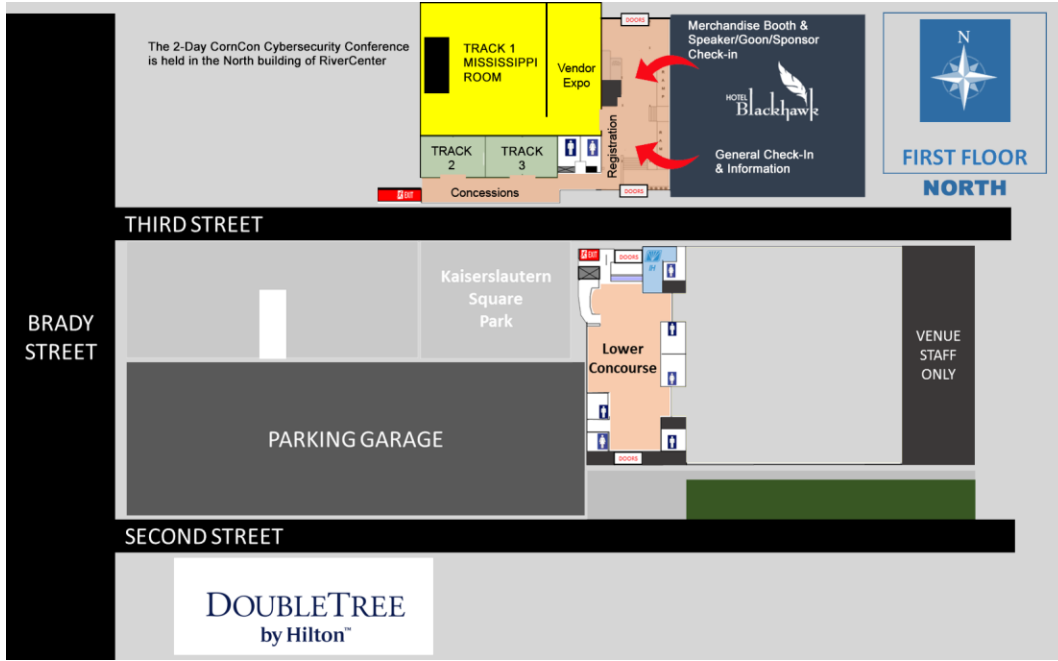 The 2-Day CornCon Cybersecurity Conference
is held in the North building of RiverCenter
TRACK 1
MISSISSIPPI
ROOM
Vendor
Expo
DOORS
Merchandise Booth &
Speaker/Goon/Sponsor
Check-in
HOTEL
Blackhawk
General Check-In
& Information
Registration
TRACK
2
TRACK
3
EXIT
Concessions
DOORS
N
FIRST FLOOR
NORTH
THIRD STREET
BRADY
STREET
Kaiserslautern
Square
Park
EXIT
DOORS
Lower
Concourse
DOORS
VENUE
STAFF
ONLY
PARKING GARAGE
SECOND STREET
DOUBLETREE
by Hilton™